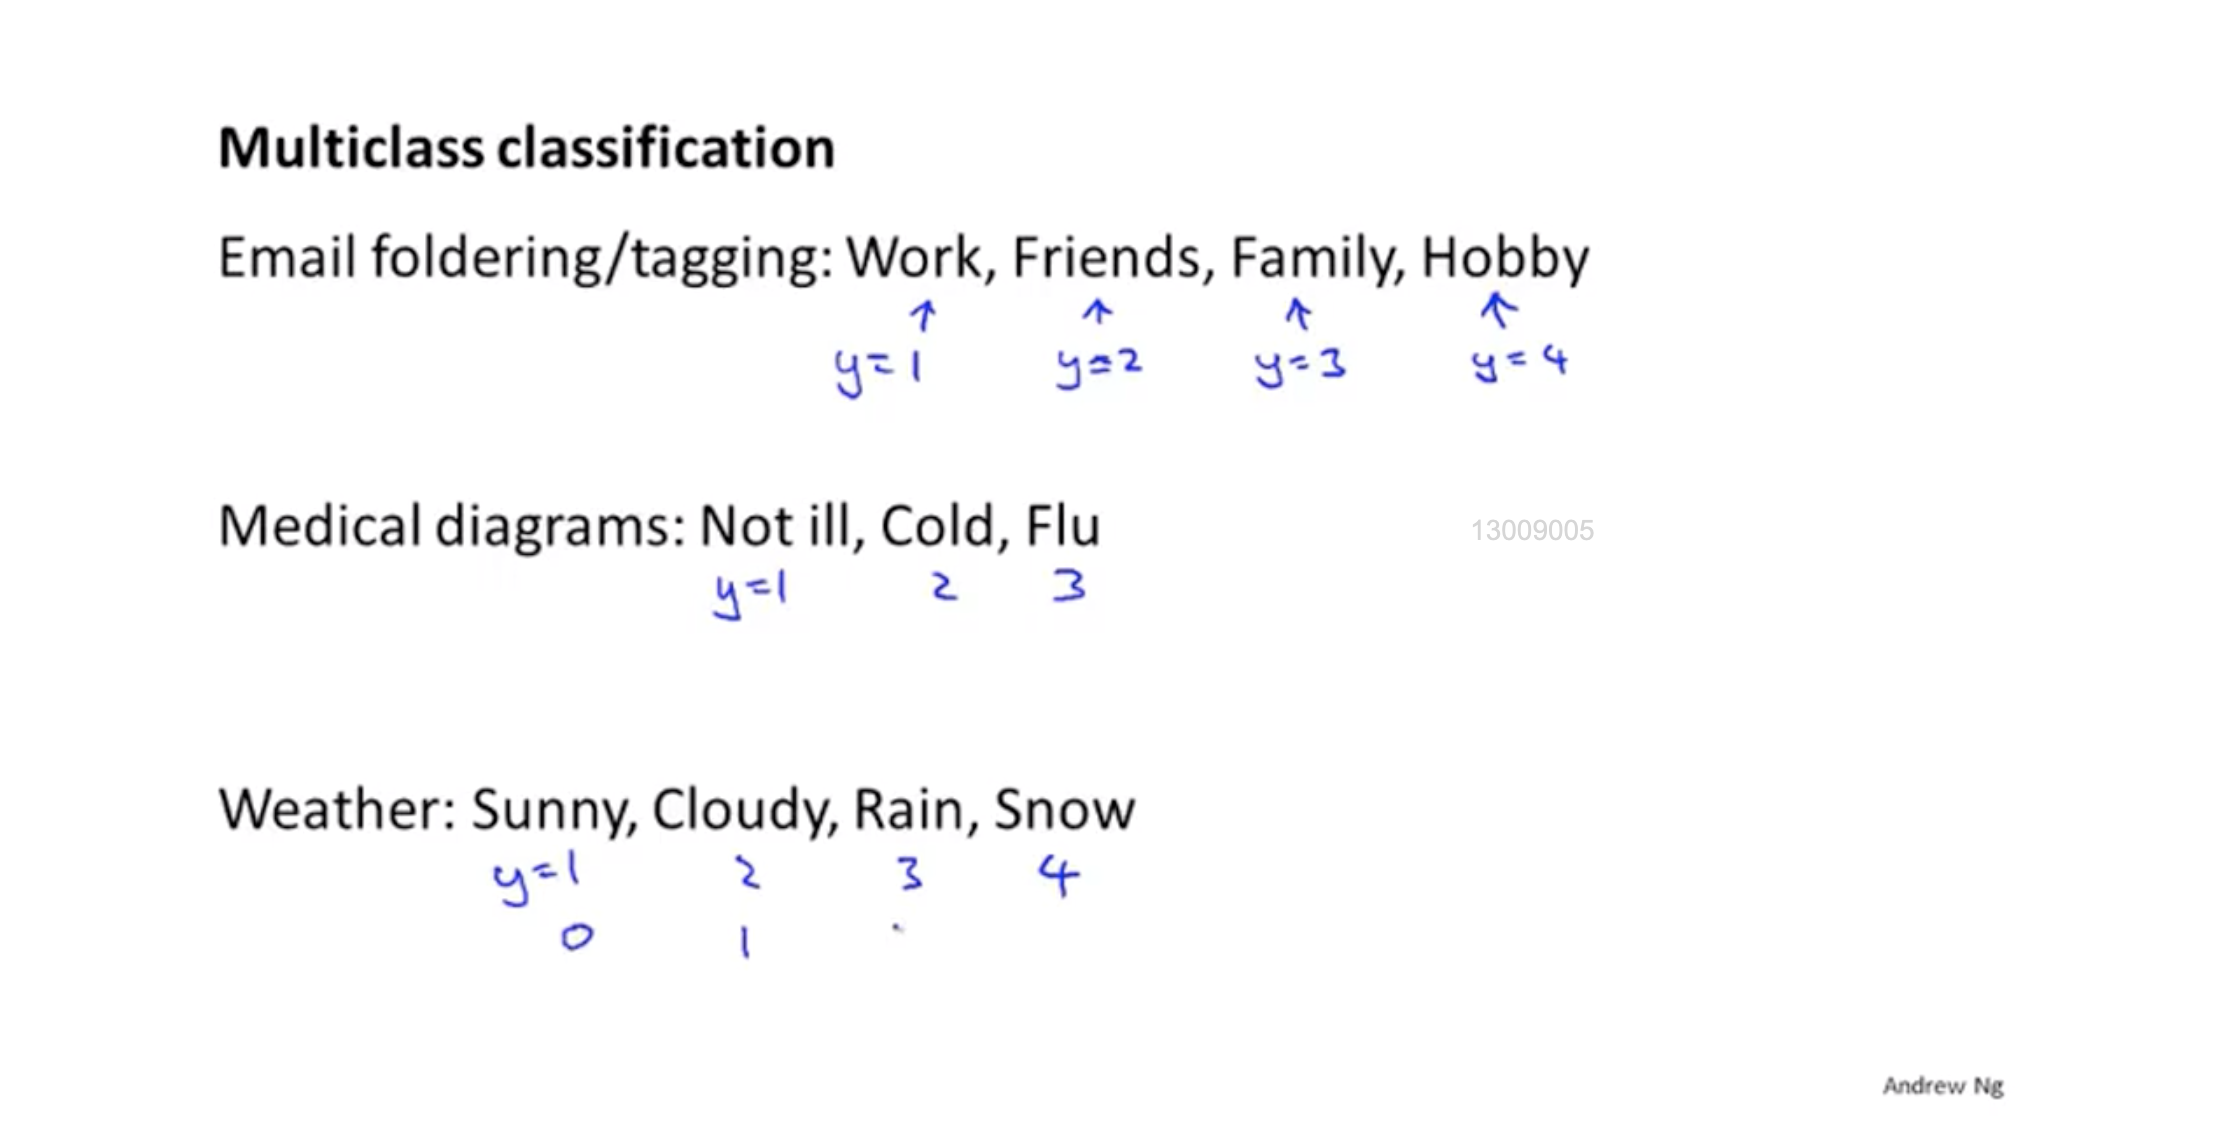 Multiclass classification
Email foldering/tagging: Work, Friends, Family, Hobby
↑ ↑ ↑ ↑
y=1 y=2 y=3 y=4
Medical diagrams: Not ill, Cold, Flu
13009005
y=1 2 3
Weather: Sunny, Cloudy, Rain, Snow
y=1 2 3 4
0 1
Andrew Ng